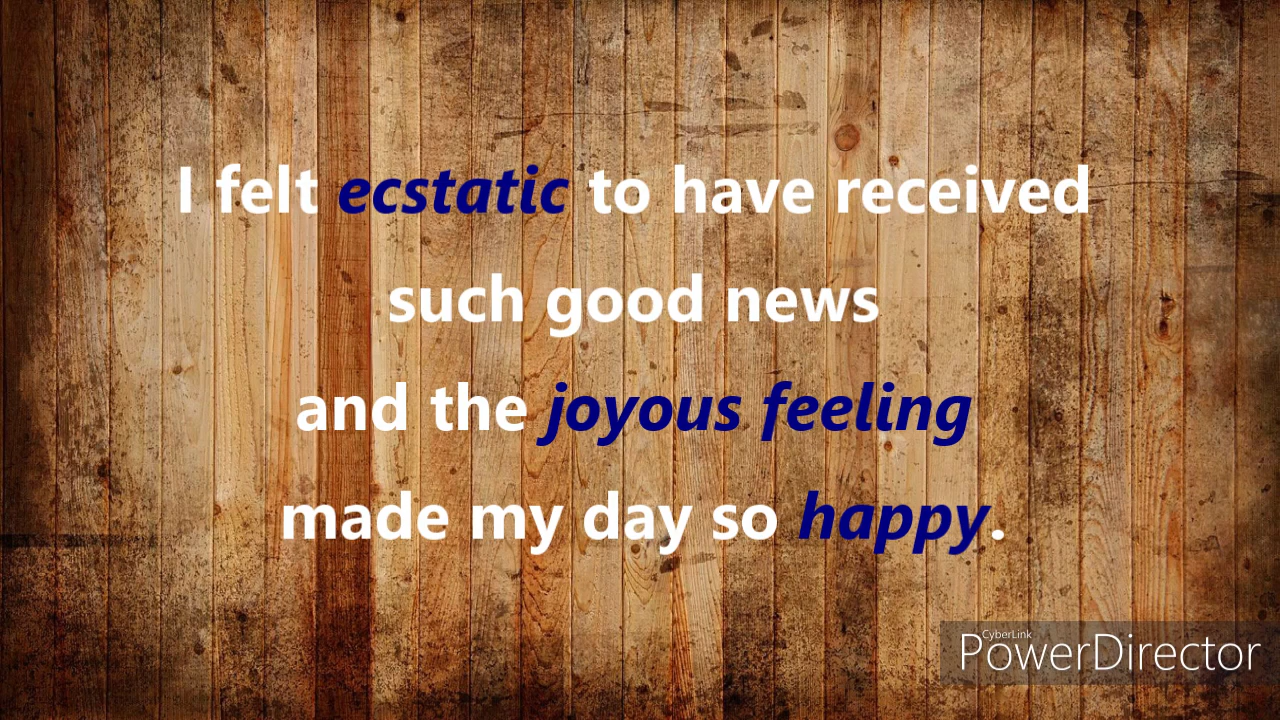 I felt ecstatic to have received
such good news
and the joyous feeling
made my day so happy.
CyberLink
PowerDirector